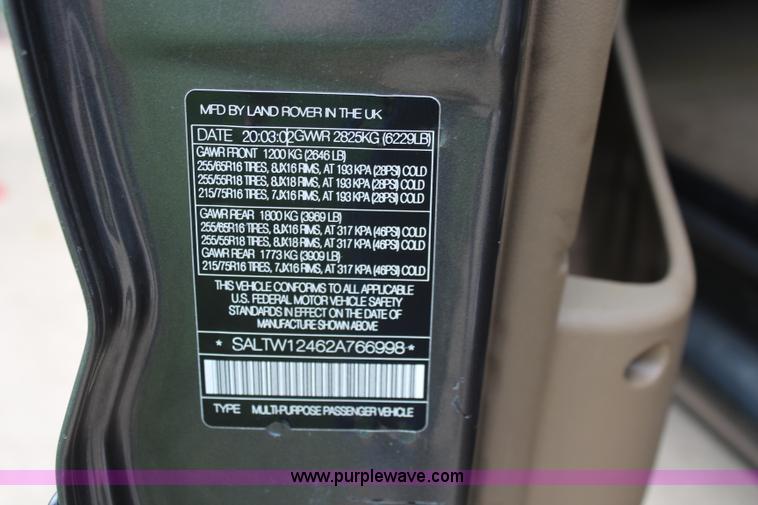 MFD BY LAND ROVER IN THE UK
DATE 20:03:02 GVWR 2825KG (6229LB)
GAWR FRONT 1200 KG (2646 LB)
255/65R16 TIRES, 8JX16 RIMS, AT 193 KPA (28PSI) COLD
255/55R18 TIRES, 8JX18 RIMS, AT 193 KPA (28PSI) COLD
215/75R16 TIRES, 7JX16 RIMS, AT 193 KPA (28PSI) COLD
GAWR REAR 1800 KG (3969 LB)
255/65R16 TIRES, 8JX16 RIMS, AT 317 KPA (46PSI) COLD
255/55R18 TIRES, 8JX18 RIMS, AT 317 KPA (46PSI) COLD
GAWR REAR 1773 KG (3909 LB)
215/75R16 TIRES, 7JX16 RIMS, AT 317 KPA (46PSI) COLD
THIS VEHICLE CONFORMS TO ALL APPLICABLE
U.S. FEDERAL MOTOR VEHICLE SAFETY
STANDARDS IN EFFECT ON THE DATE OF
MANUFACTURE SHOWN ABOVE
* SALTW12462A766998 *
TYPE MULTI-PURPOSE PASSENGER VEHICLE
www.purplewave.com